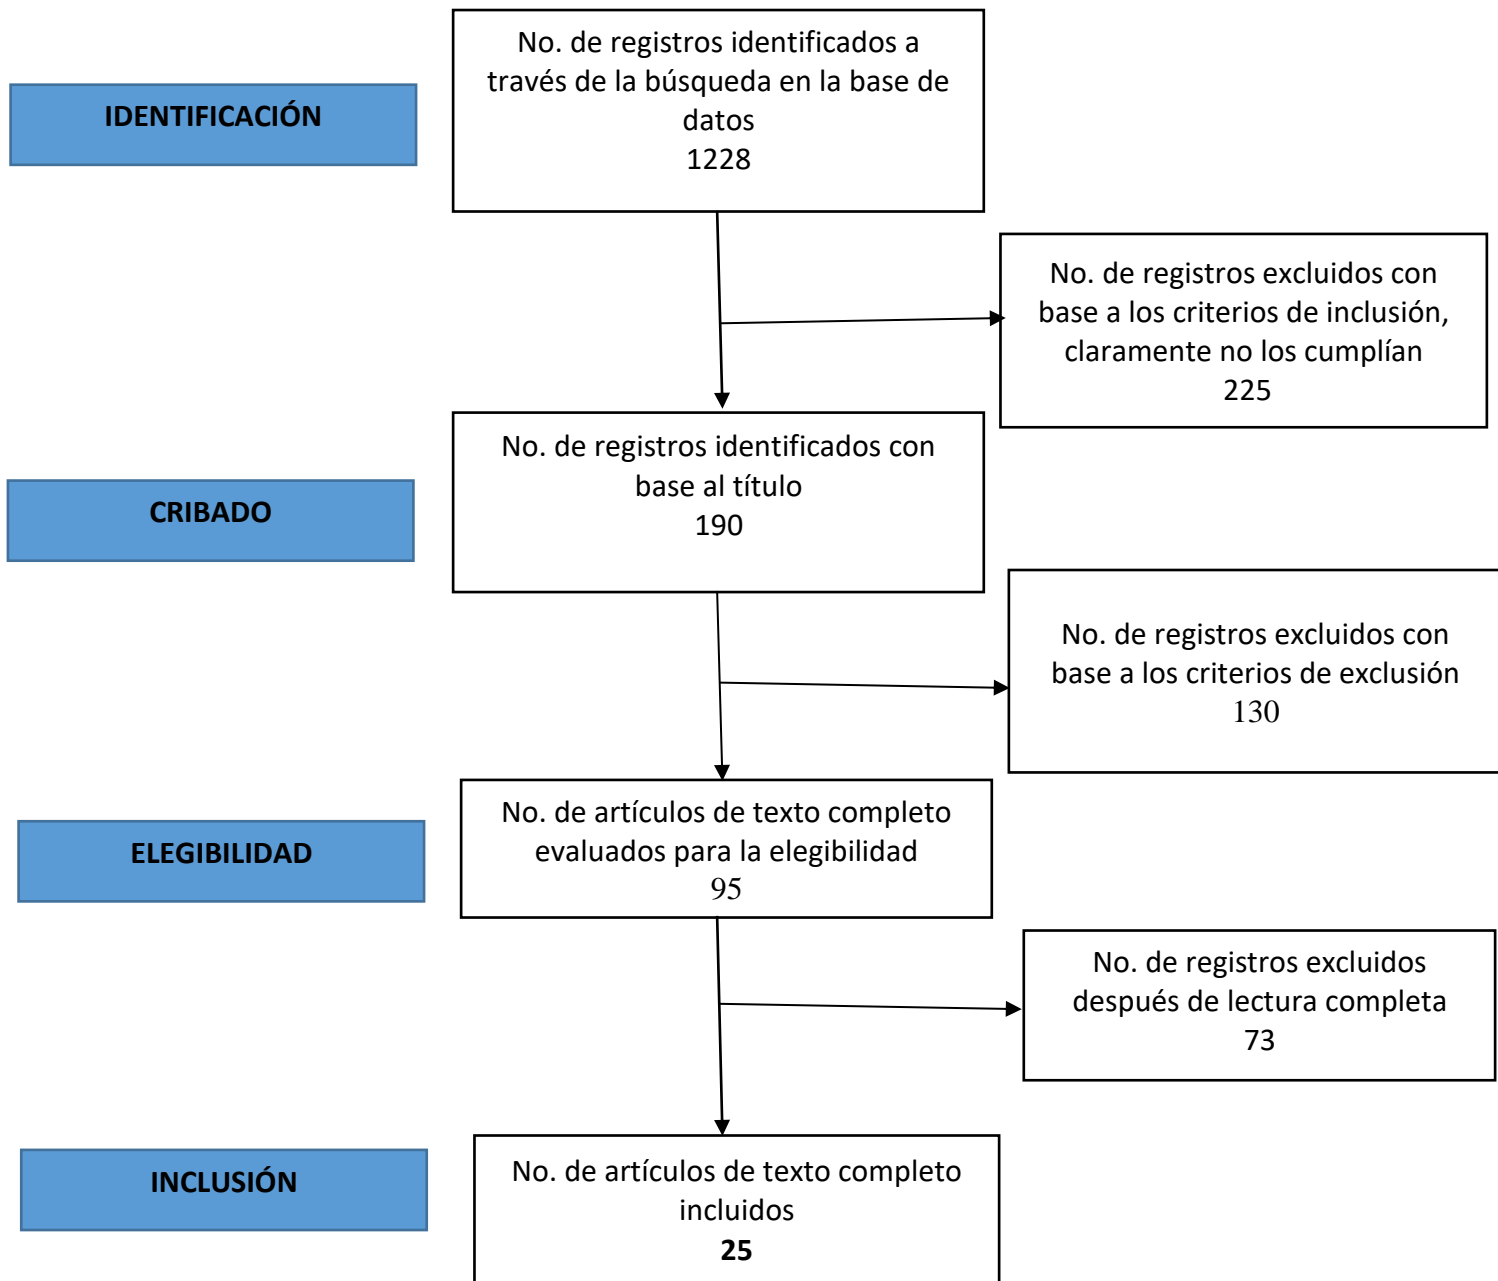 No. de registros identificados a
través de la búsqueda en la base de
datos
1228
IDENTIFICACIÓN
No. de registros excluidos con
base a los criterios de inclusión,
claramente no los cumplían
225
No. de registros identificados con
base al título
190
CRIBADO
No. de registros excluidos con
base a los criterios de exclusión
130
No. de artículos de texto completo
evaluados para la elegibilidad
95
ELEGIBILIDAD
No. de registros excluidos
después de lectura completa
73
No. de artículos de texto completo
incluidos
25
INCLUSIÓN